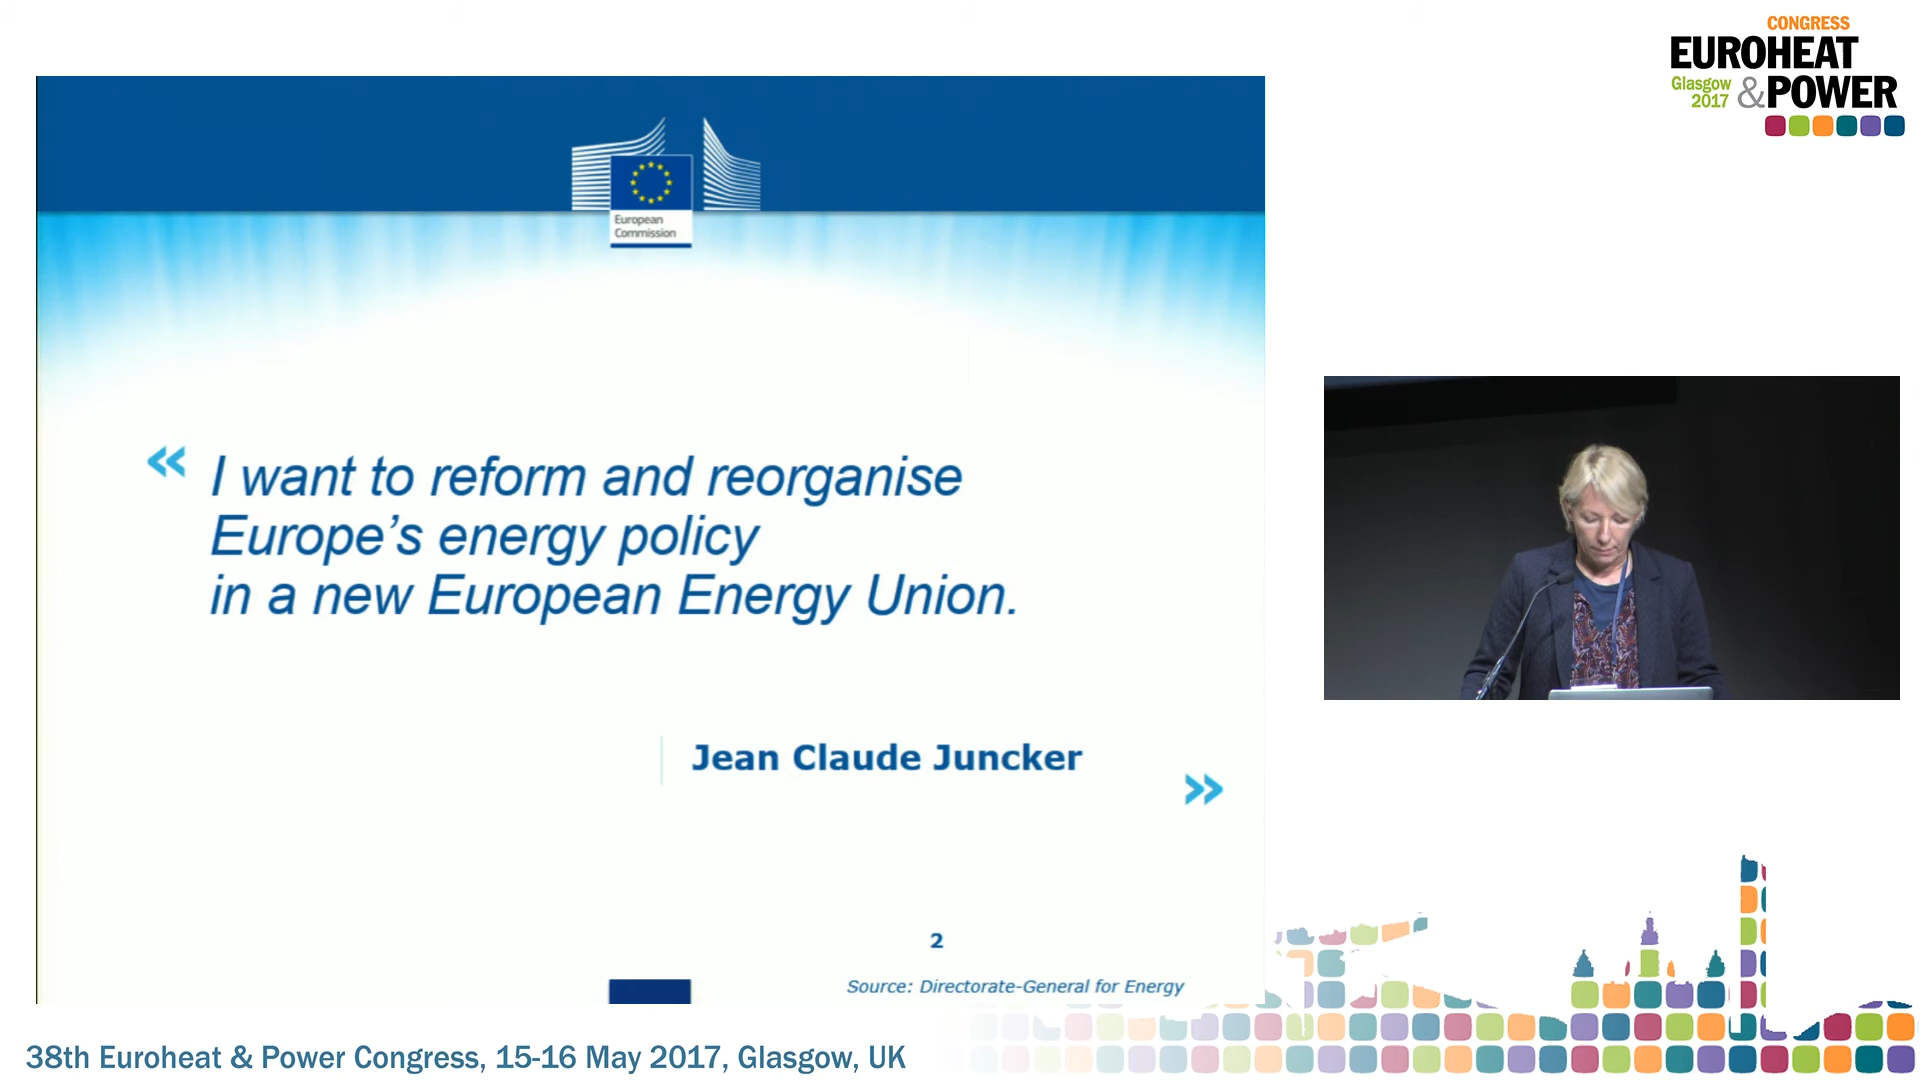 CONGRESS
EUROHEAT
Glasgow
2017
&POWER
European
Commission
« I want to reform and reorganise
Europe’s energy policy
in a new European Energy Union.
Jean Claude Juncker
»
2
Source: Directorate-General for Energy
38th Euroheat & Power Congress, 15-16 May 2017, Glasgow, UK